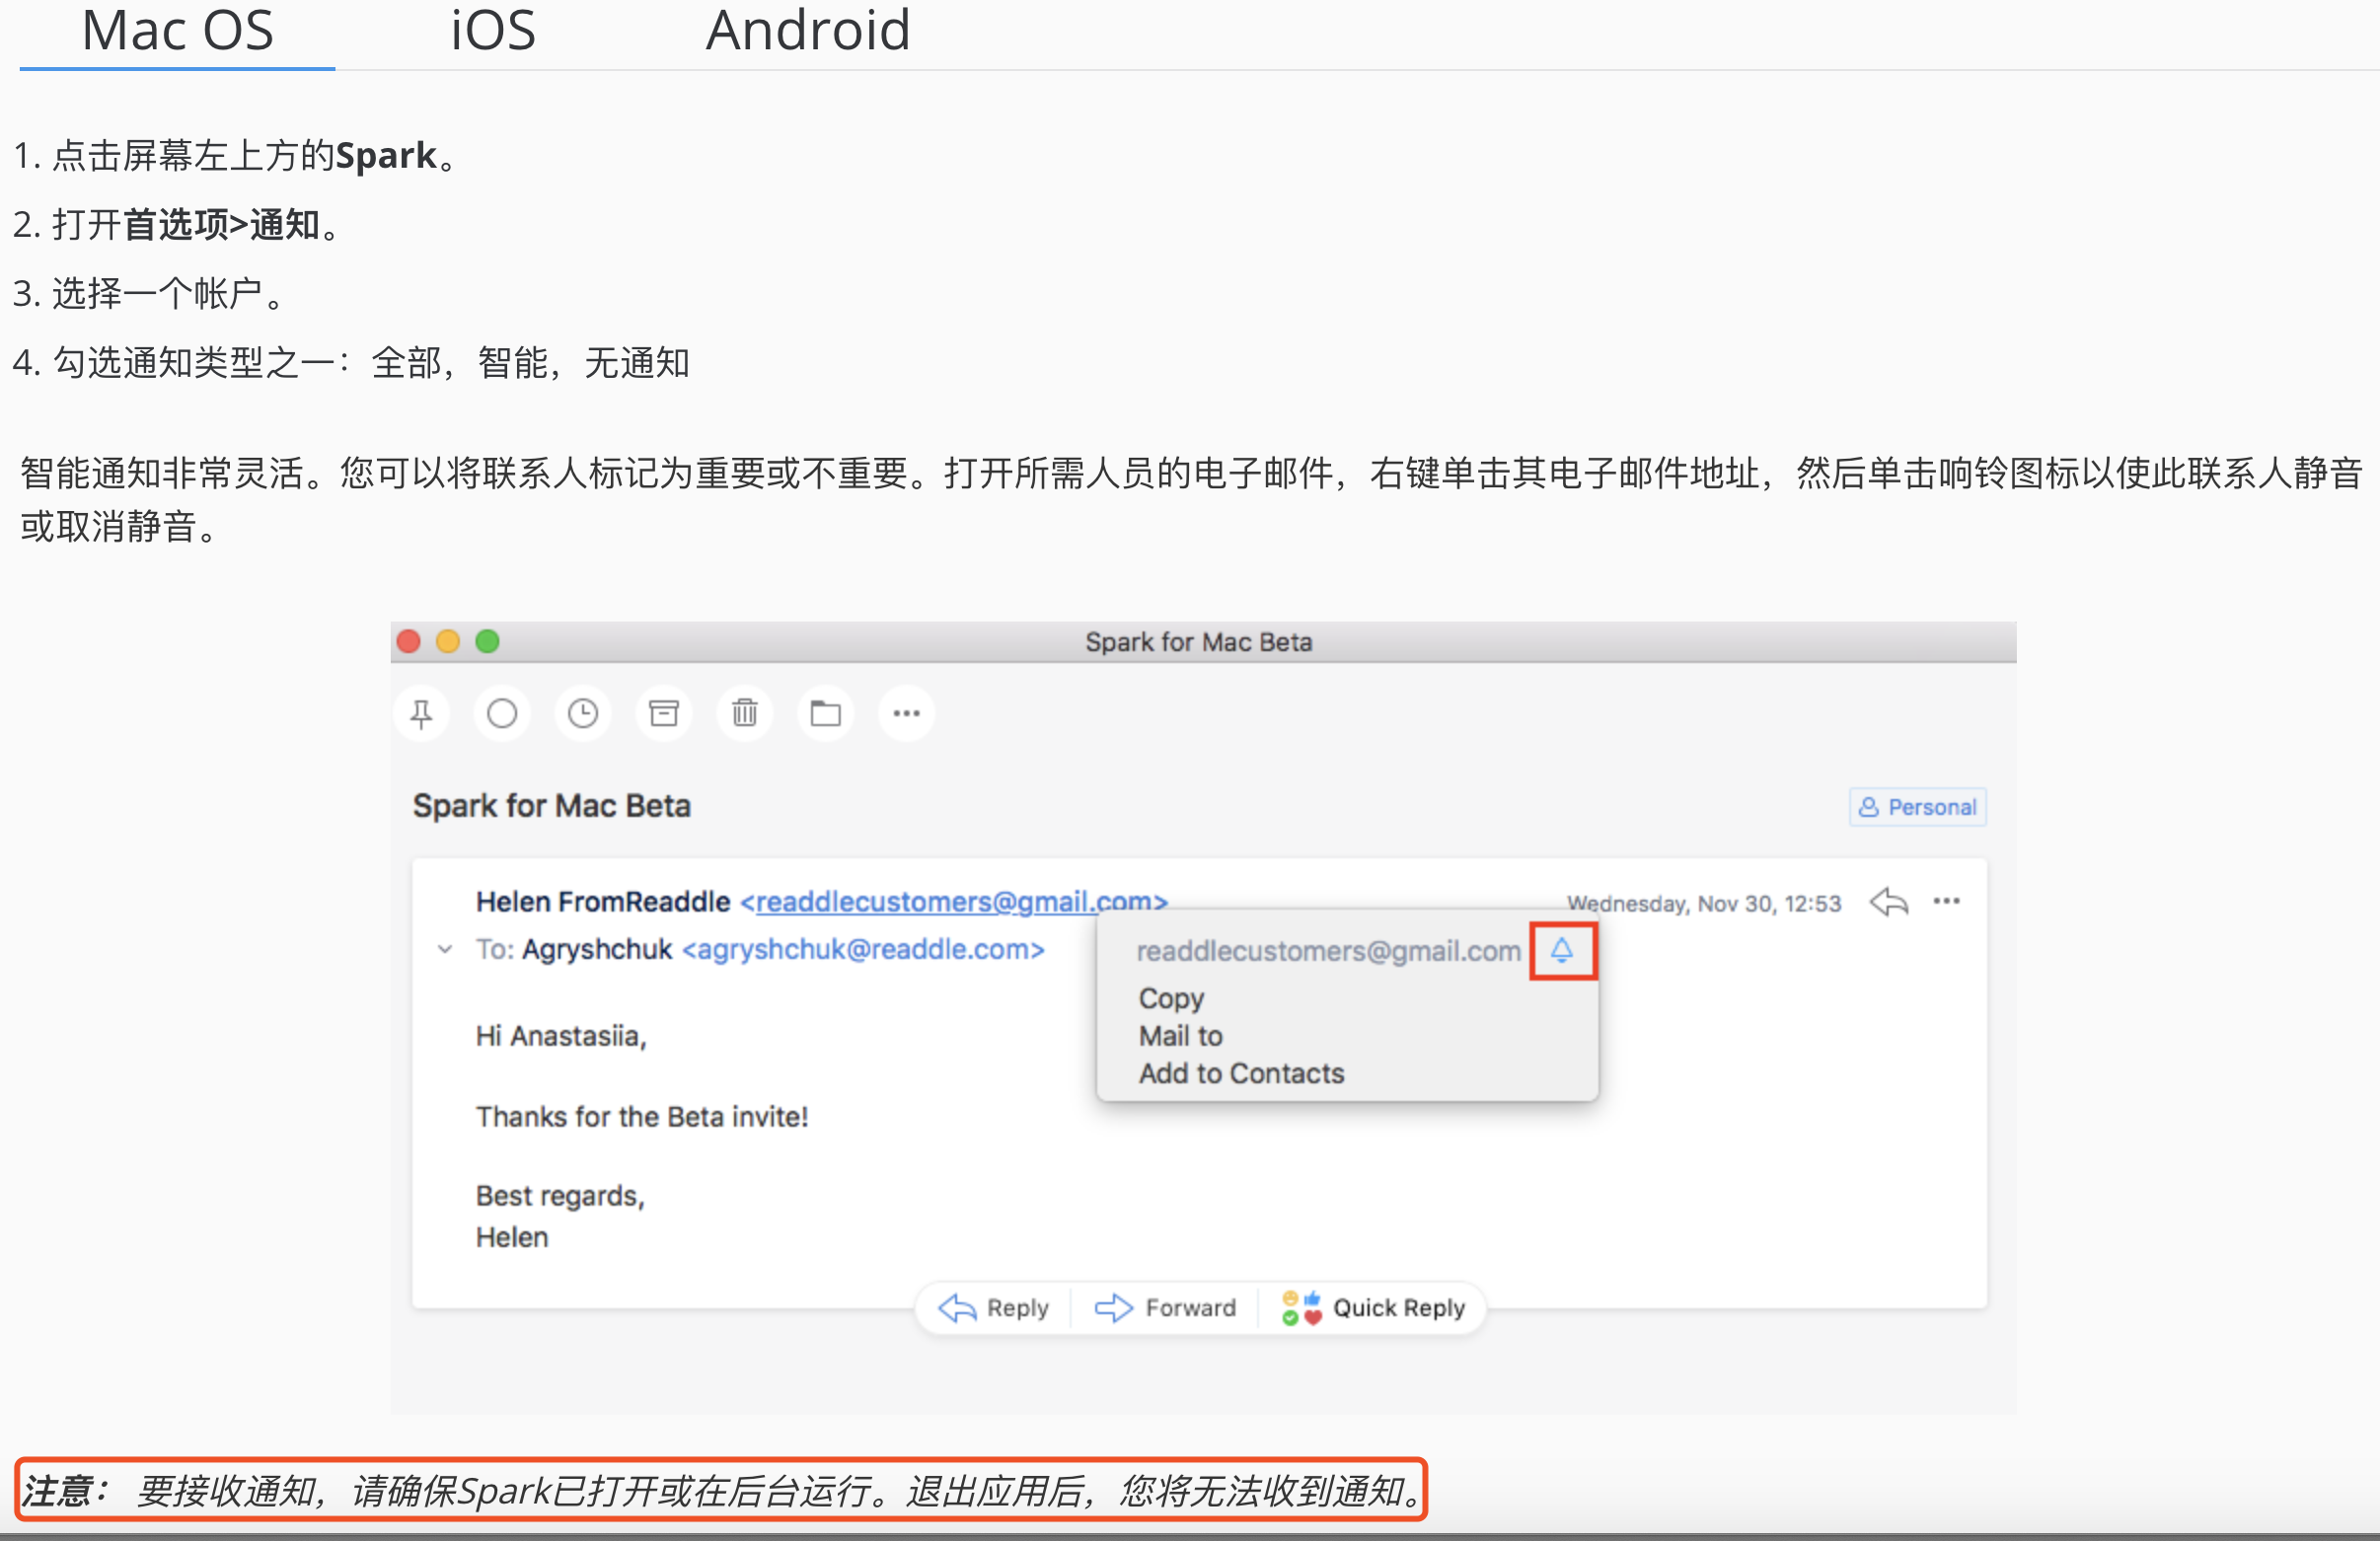 Mac OS iOS Android
1. 点击屏幕左上方的Spark。
2. 打开首选项>通知。
3. 选择一个帐户。
4. 勾选通知类型之一：全部，智能，无通知
智能通知非常灵活。您可以将联系人标记为重要或不重要。打开所需人员的电子邮件，右键单击其电子邮件地址，然后单击响铃图标以使此联系人静音
或取消静音。
Spark for Mac Beta
Spark for Mac Beta
Personal
Helen FromReaddle <readdlecustomers@gmail.com>
Wednesday, Nov 30, 12:53
To: Agryshchuk <agryshchuk@readdle.com>
readdlecustomers@gmail.com
Copy
Mail to
Add to Contacts
Hi Anastasiia,
Thanks for the Beta invite!
Best regards,
Helen
Reply Forward Quick Reply
注意： 要接收通知，请确保Spark已打开或在后台运行。退出应用后，您将无法收到通知。